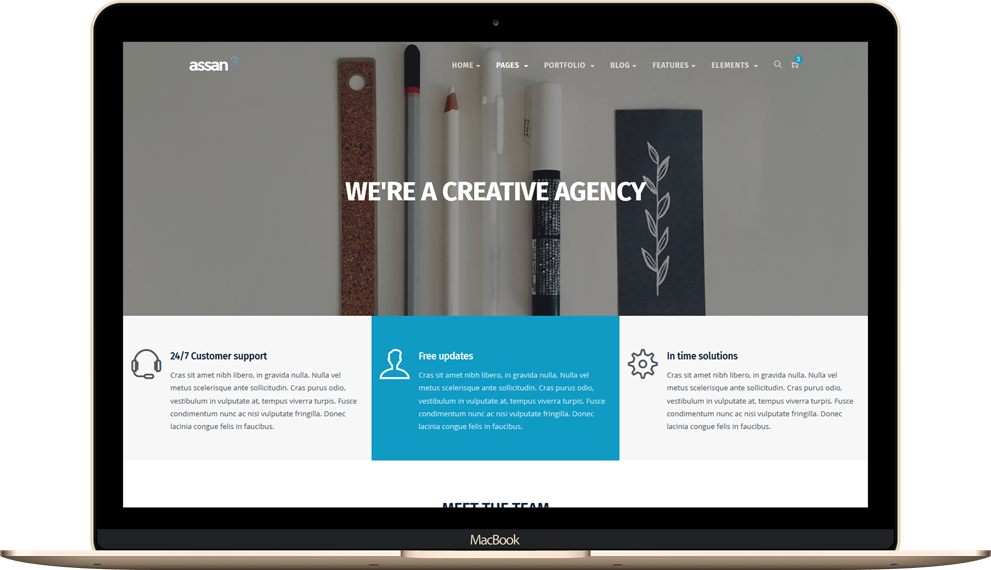 assan
HOME PAGES PORTFOLIO BLOG FEATURES ELEMENTS 3
WE'RE A CREATIVE AGENCY
24/7 Customer support
Cras sit amet nibh libero, in gravida nulla. Nulla vel
metus scelerisque ante sollicitudin. Cras purus odio,
vestibulum in vulputate at, tempus viverra turpis. Fusce
condimentum nunc ac nisi vulputate fringilla. Donec
lacinia congue felis in faucibus.
Free updates
Cras sit amet nibh libero, in gravida nulla. Nulla vel
metus scelerisque ante sollicitudin. Cras purus odio,
vestibulum in vulputate at, tempus viverra turpis. Fusce
condimentum nunc ac nisi vulputate fringilla. Donec
lacinia congue felis in faucibus.
In time solutions
Cras sit amet nibh libero, in gravida nulla. Nulla vel
metus scelerisque ante sollicitudin. Cras purus odio,
vestibulum in vulputate at, tempus viverra turpis. Fusce
condimentum nunc ac nisi vulputate fringilla. Donec
lacinia congue felis in faucibus.
MEET THE TEAM
MacBook